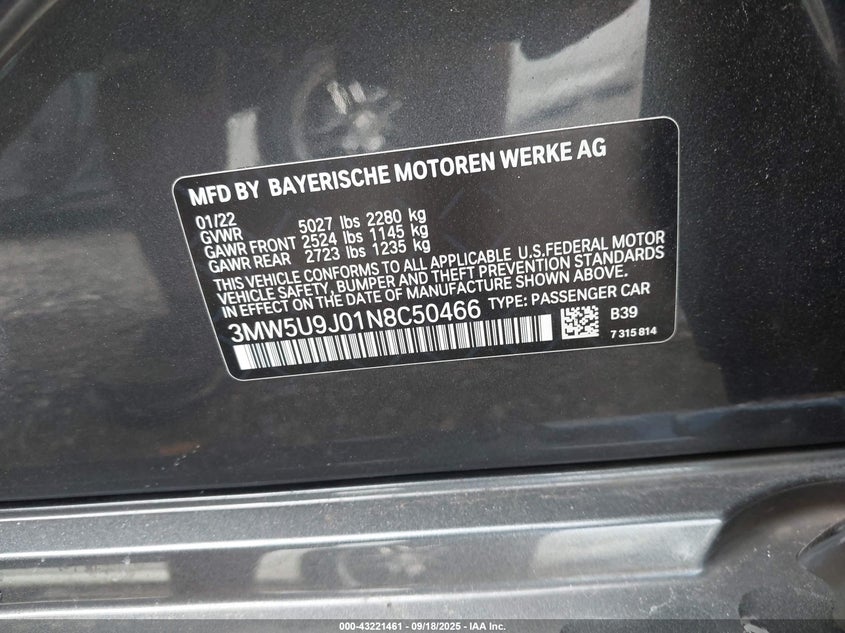 MFD BY BAYERISCHE MOTOREN WERKE AG
01/22
GVWR 5027 lbs 2280 kg
GAWR FRONT 2524 lbs 1145 kg
GAWR REAR 2723 lbs 1235 kg
THIS VEHICLE CONFORMS TO ALL APPLICABLE U.S.FEDERAL MOTOR
VEHICLE SAFETY, BUMPER AND THEFT PREVENTION STANDARDS
IN EFFECT ON THE DATE OF MANUFACTURE SHOWN ABOVE.
3MW5U9J01N8C50466 TYPE: PASSENGER CAR
B39
7 315 814
000-43221461 - 09/18/2025 - IAA Inc.